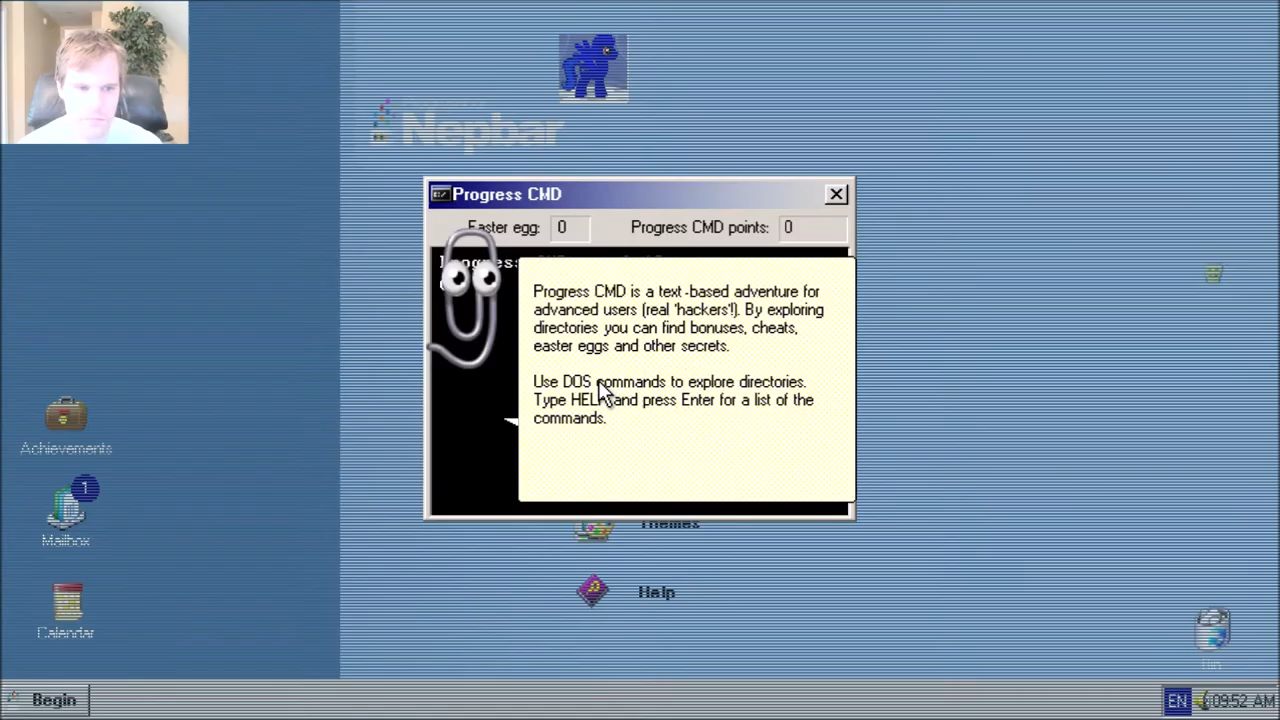 Nepbar
Progress CMD
Easter egg: 0 Progress CMD points: 0
Progress CMD is a text-based adventure for
advanced users (real 'hackers'!). By exploring
directories you can find bonuses, cheats,
easter eggs and other secrets.
Use DOS commands to explore directories.
Type HELP and press Enter for a list of the
commands.
Achievements
1
Mailbox
Calendar
Themes
Help
Bin
Begin
EN 09:52 AM